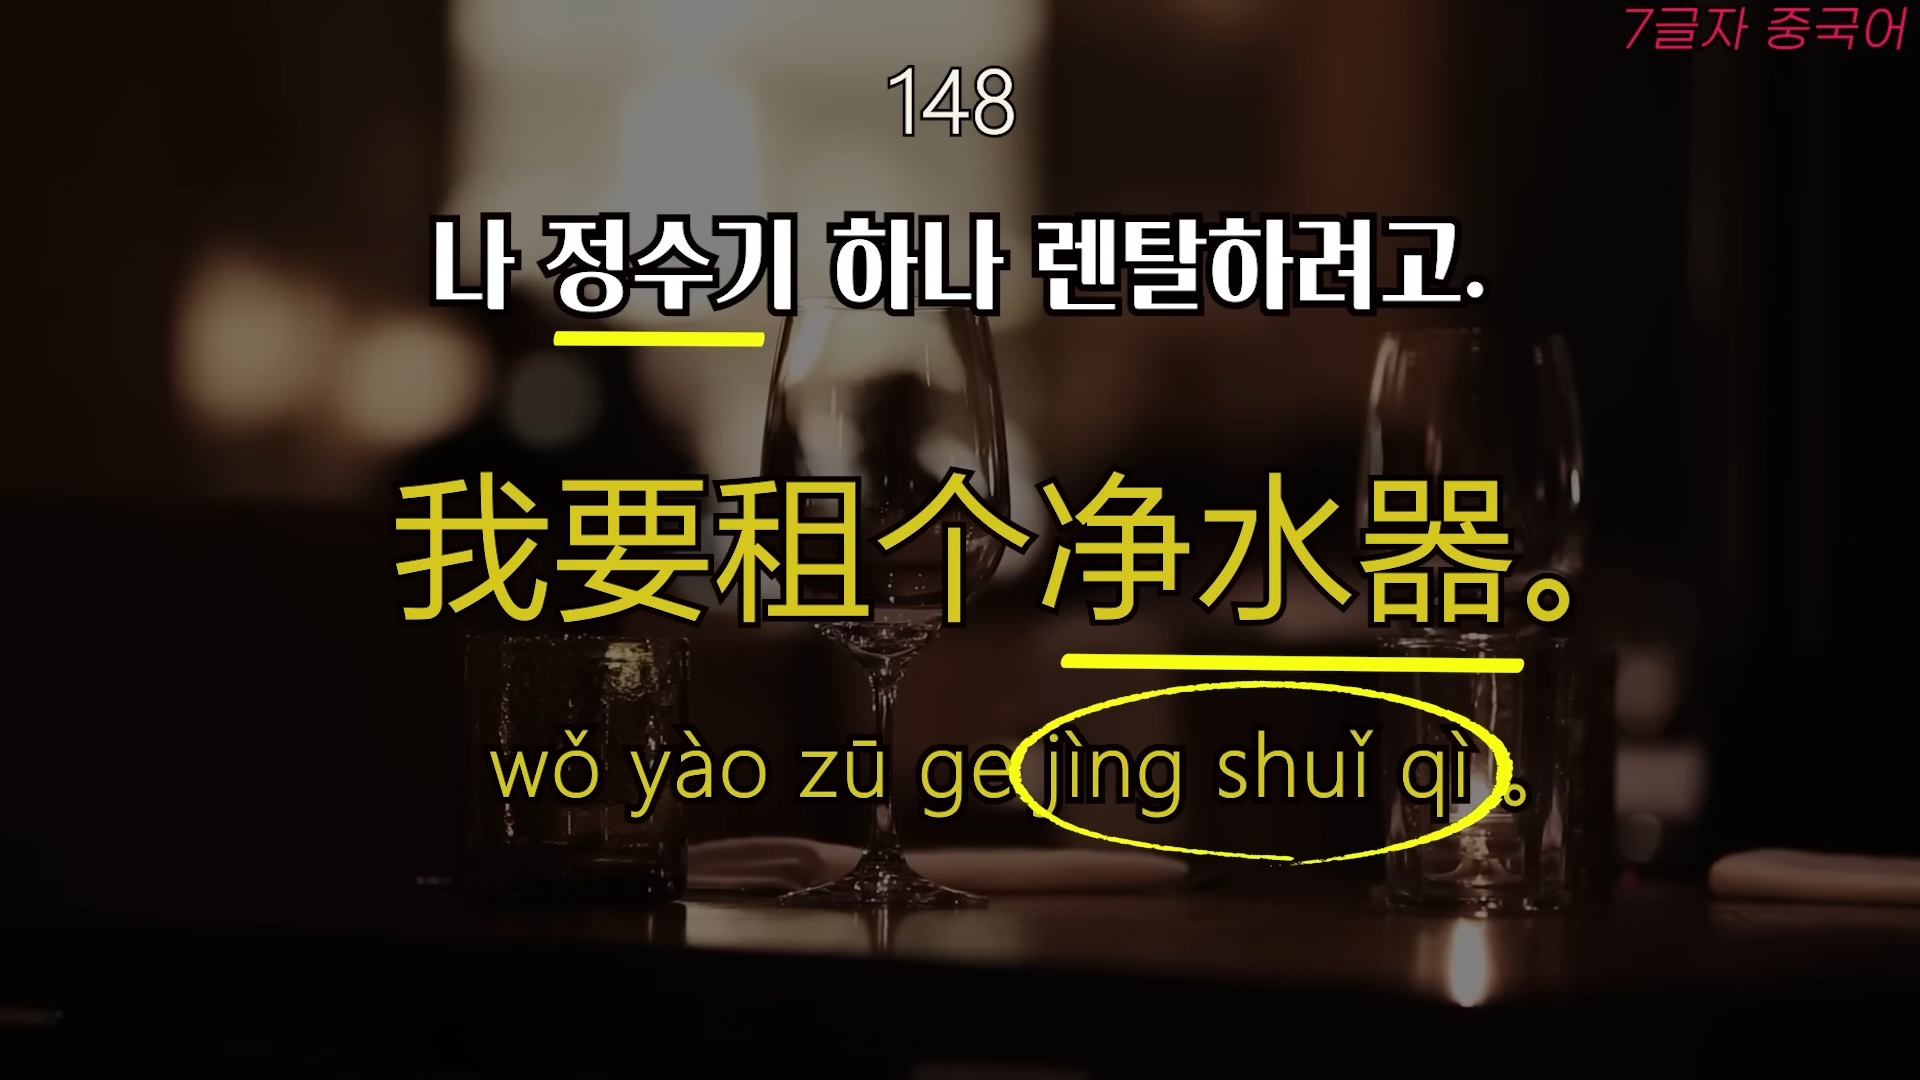 7글자 중국어
148
나 정수기 하나 렌탈하려고.
我要租个净水器。
wǒ yào zū ge jìng shuǐ qì 。